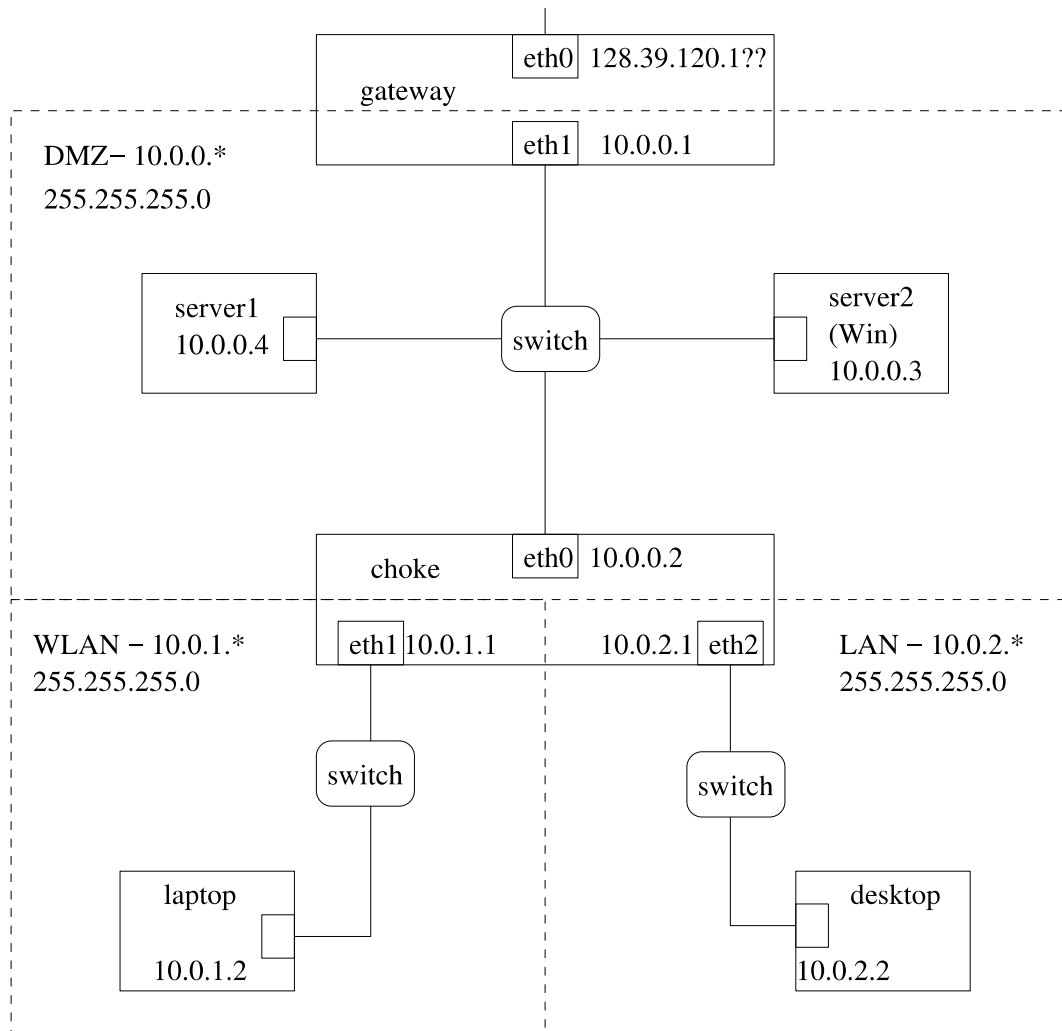 eth0 128.39.120.1??
gateway
eth1 10.0.0.1
DMZ− 10.0.0.*
255.255.255.0
server1
10.0.0.4
switch
server2
(Win)
10.0.0.3
eth0 10.0.0.2
choke
WLAN − 10.0.1.*
255.255.255.0
eth1 10.0.1.1
10.0.2.1 eth2
LAN − 10.0.2.*
255.255.255.0
switch
switch
laptop
10.0.1.2
desktop
10.0.2.2